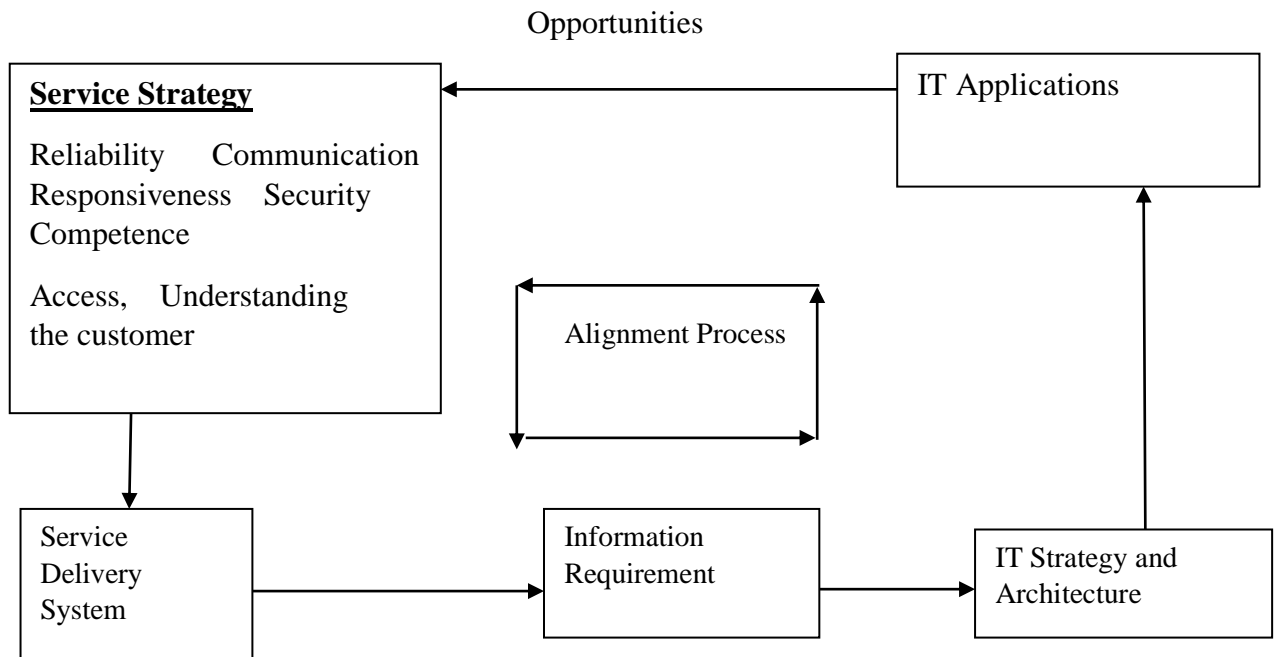 Opportunities
Service Strategy
Reliability Communication
Responsiveness Security
Competence
Access, Understanding
the customer
IT Applications
Alignment Process
Service
Delivery
System
Information
Requirement
IT Strategy and
Architecture